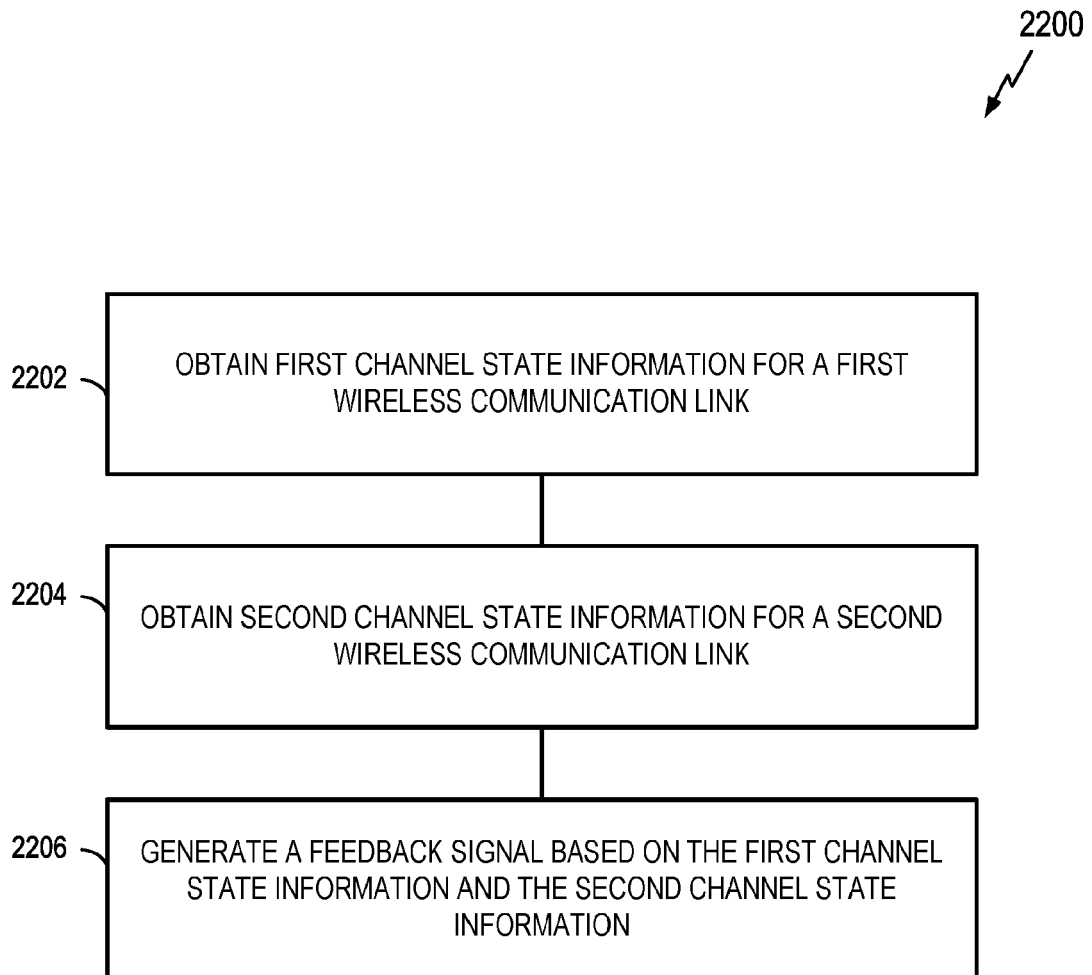 2200
2202
OBTAIN FIRST CHANNEL STATE INFORMATION FOR A FIRST
WIRELESS COMMUNICATION LINK
2204
OBTAIN SECOND CHANNEL STATE INFORMATION FOR A SECOND
WIRELESS COMMUNICATION LINK
2206
GENERATE A FEEDBACK SIGNAL BASED ON THE FIRST CHANNEL
STATE INFORMATION AND THE SECOND CHANNEL STATE
INFORMATION